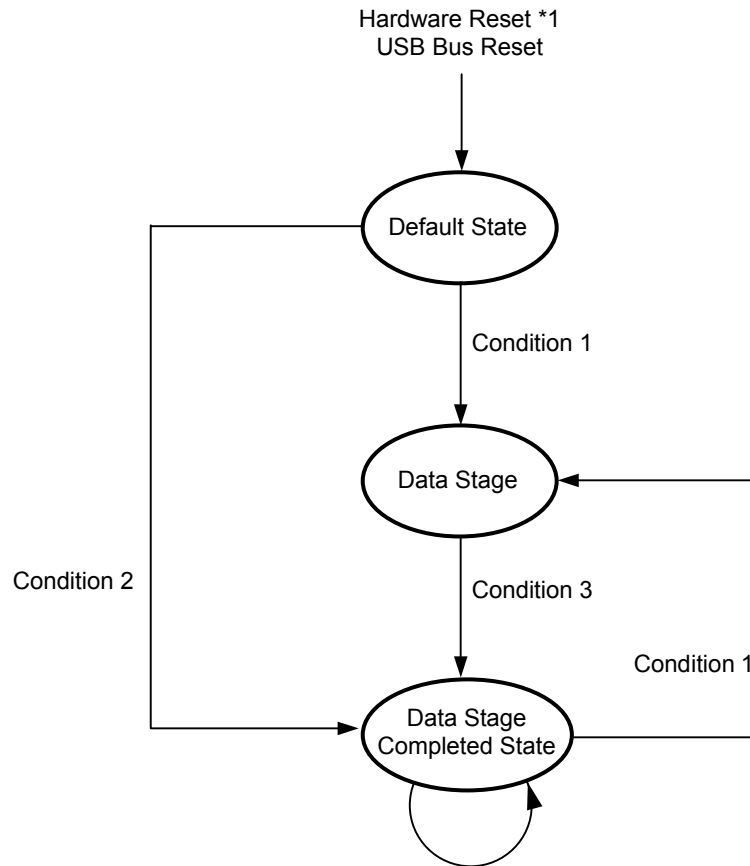 Hardware Reset *1
USB Bus Reset
Default State
Condition 1
Data Stage
Condition 2
Condition 3
Condition 1
Data Stage
Completed State